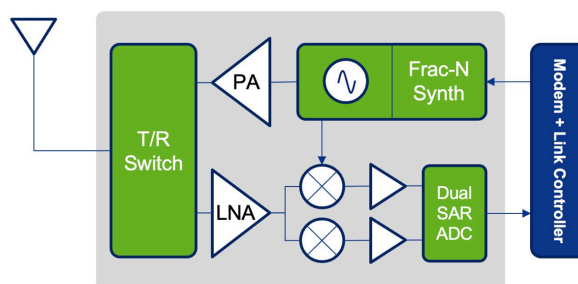 PA
Frac-N
Synth
T/R
Switch
LNA
Dual
SAR
ADC
Modem + Link Controller